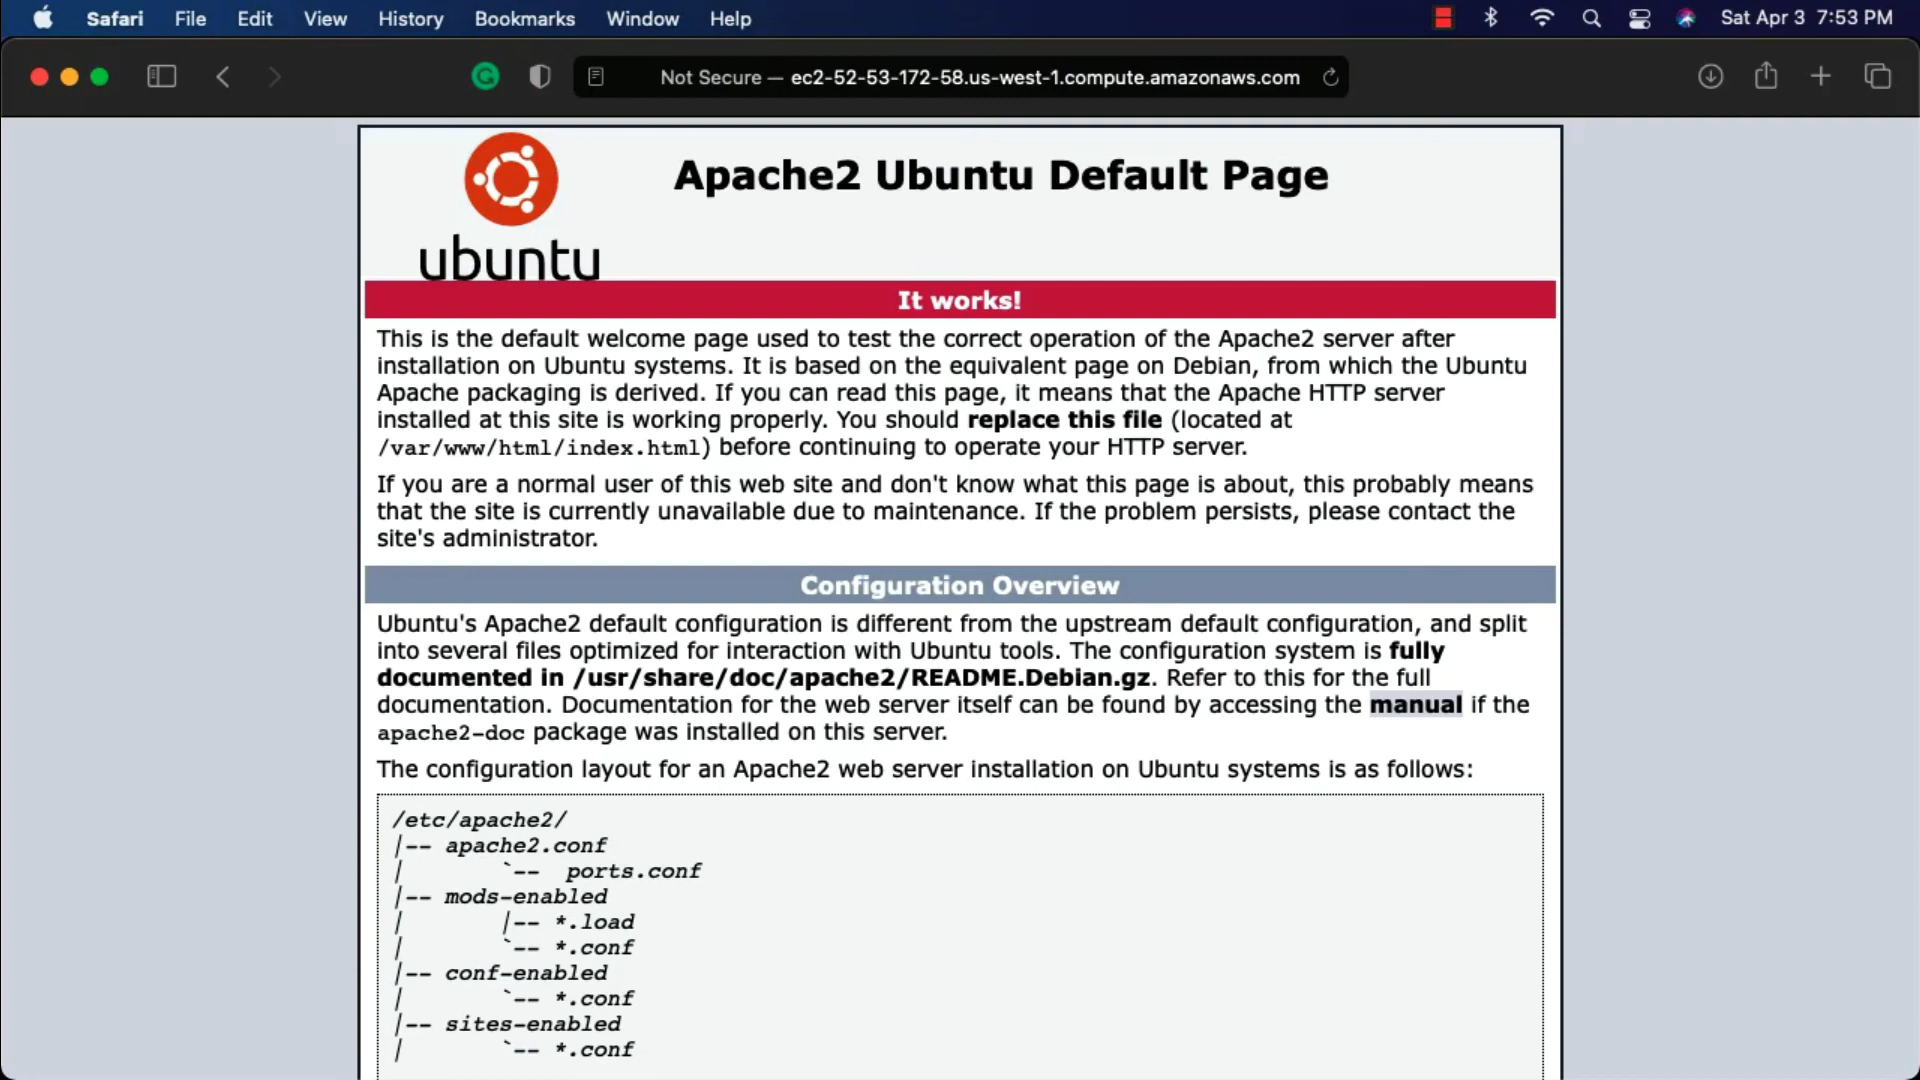 Safari File Edit View History Bookmarks Window Help Sat Apr 3 7:53 PM
Not Secure — ec2-52-53-172-58.us-west-1.compute.amazonaws.com
Apache2 Ubuntu Default Page
ubuntu
It works!
This is the default welcome page used to test the correct operation of the Apache2 server after
installation on Ubuntu systems. It is based on the equivalent page on Debian, from which the Ubuntu
Apache packaging is derived. If you can read this page, it means that the Apache HTTP server
installed at this site is working properly. You should replace this file (located at
/var/www/html/index.html) before continuing to operate your HTTP server.
If you are a normal user of this web site and don't know what this page is about, this probably means
that the site is currently unavailable due to maintenance. If the problem persists, please contact the
site's administrator.
Configuration Overview
Ubuntu's Apache2 default configuration is different from the upstream default configuration, and split
into several files optimized for interaction with Ubuntu tools. The configuration system is fully
documented in /usr/share/doc/apache2/README.Debian.gz. Refer to this for the full
documentation. Documentation for the web server itself can be found by accessing the manual if the
apache2-doc package was installed on this server.
The configuration layout for an Apache2 web server installation on Ubuntu systems is as follows:
/etc/apache2/
|-- apache2.conf
|       `--  ports.conf
|-- mods-enabled
|       |-- *.load
|       `-- *.conf
|-- conf-enabled
|       `-- *.conf
|-- sites-enabled
|       `-- *.conf